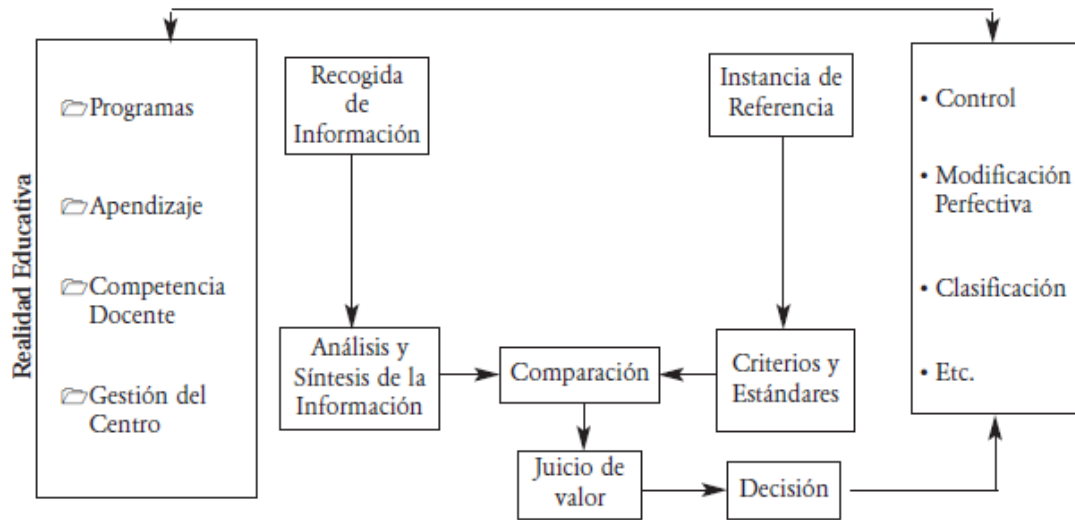 Realidad Educativa
Programas
Apendizaje
Competencia
Docente
Gestión del
Centro
Recogida
de
Información
Análisis y
Síntesis de la
Información
Comparación
Instancia de
Referencia
Criterios y
Estándares
Juicio de
valor
Decisión
• Control
• Modificación
Perfectiva
• Clasificación
• Etc.